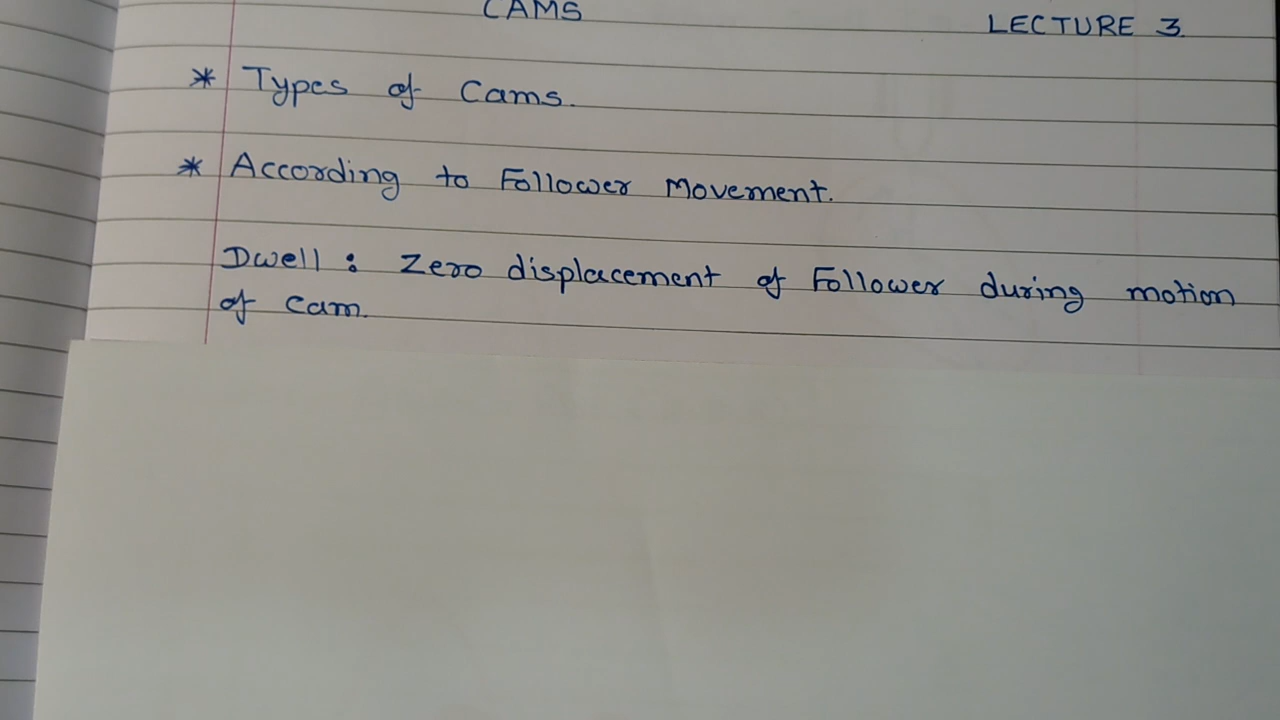 CAMS
LECTURE 3
* Types of Cams.
* According to Follower Movement.
Dwell : Zero displacement of Follower during motion
of cam.